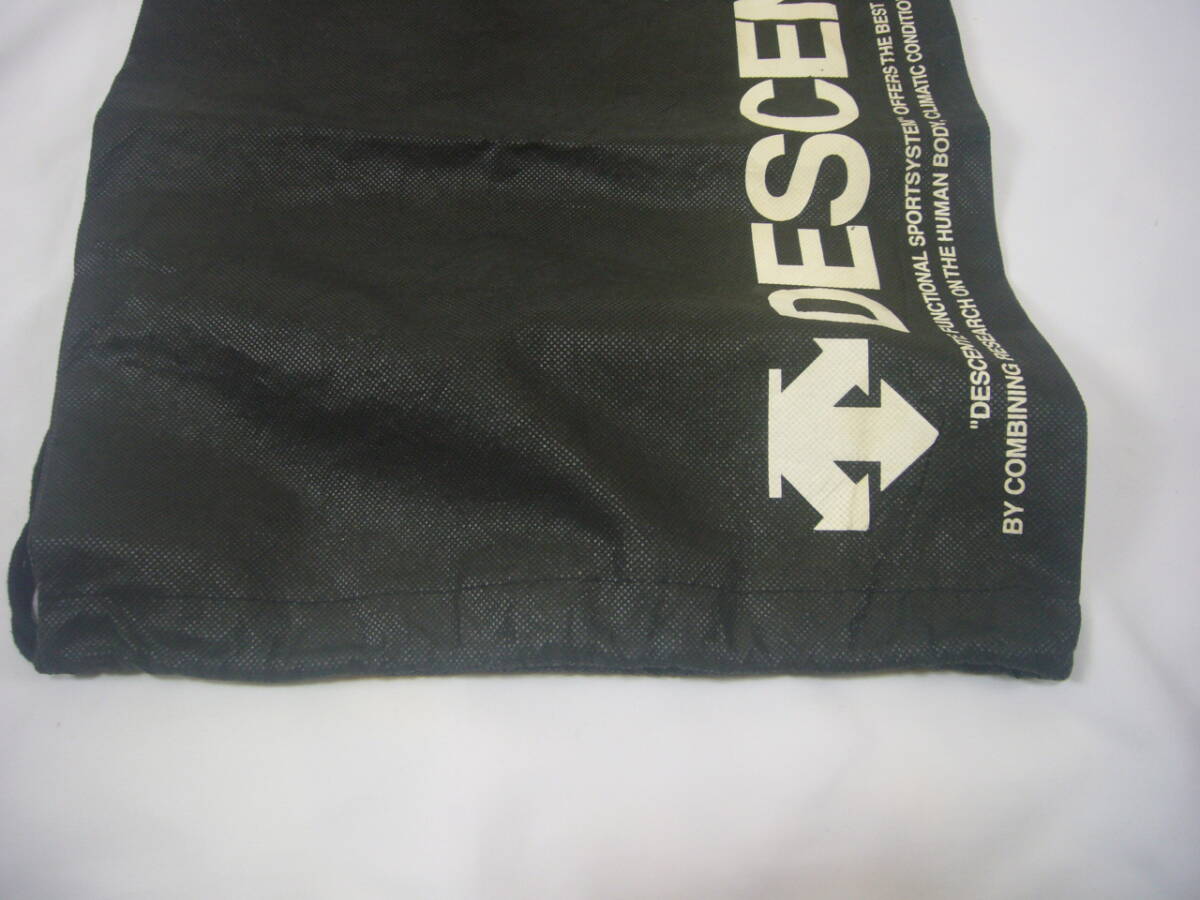 DESCEN
"DESCENTE FUNCTIONAL SPORTSYSTEM" OFFERS THE BEST
BY COMBINING RESEARCH ON THE HUMAN BODY, CLIMATIC CONDITIO